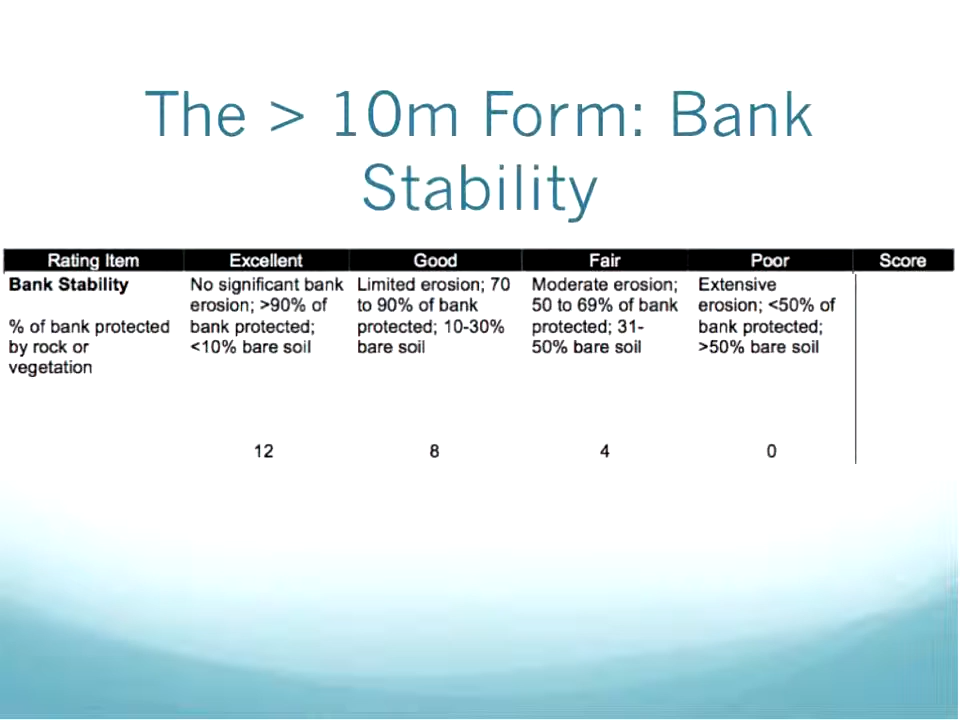 The > 10m Form: Bank
Stability
Rating Item Excellent Good Fair Poor Score
Bank Stability No significant bank Limited erosion; 70 Moderate erosion; Extensive
erosion; >90% of to 90% of bank 50 to 69% of bank erosion; <50% of
% of bank protected bank protected; protected; 10-30% protected; 31- bank protected;
by rock or <10% bare soil bare soil 50% bare soil >50% bare soil
vegetation
12 8 4 0